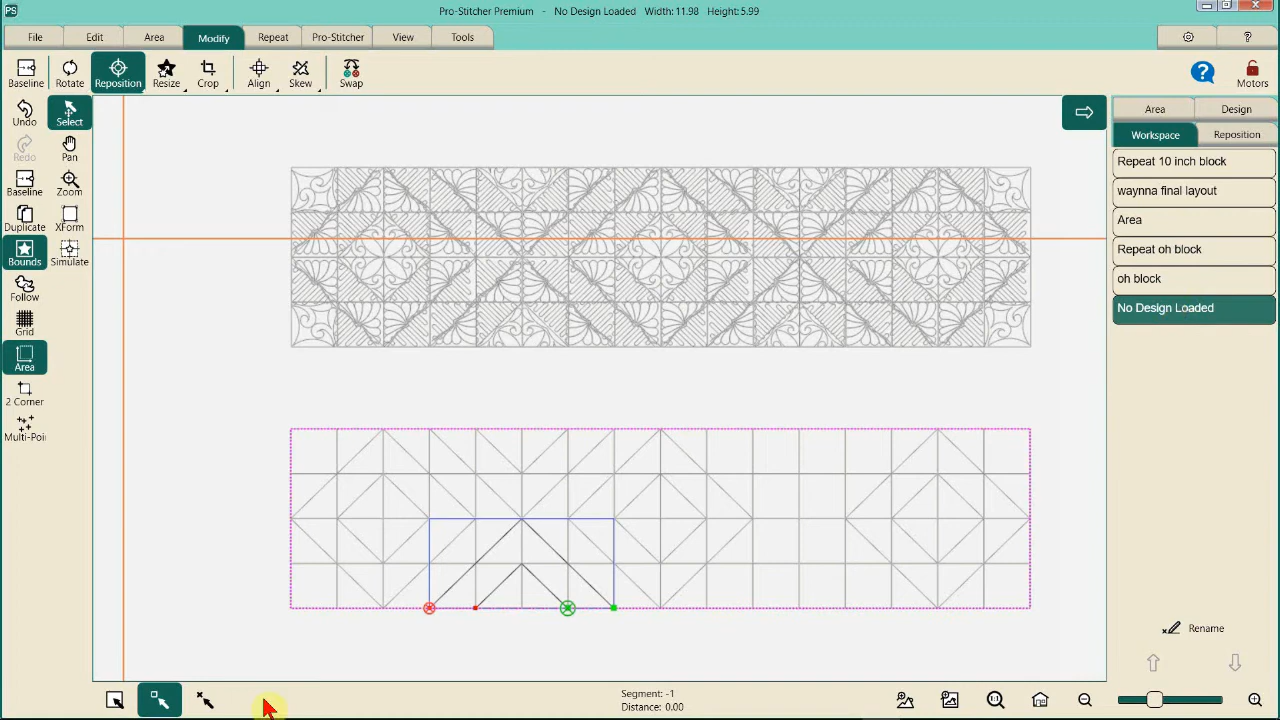 PS
Pro-Stitcher Premium - No Design Loaded Width: 11.98 Height: 5.99
File Edit Area Modify Repeat Pro-Stitcher View Tools ?
Baseline Rotate Reposition Resize Crop Align Skew Swap ? Motors
Undo Select
Redo Pan
Baseline Zoom
Duplicate XForm
Bounds Simulate
Follow
Grid
Area
2 Corner
Multi-Poi
Area Design
Workspace Reposition
Repeat 10 inch block
waynna final layout
Area
Repeat oh block
oh block
No Design Loaded
Rename
Segment: -1
Distance: 0.00